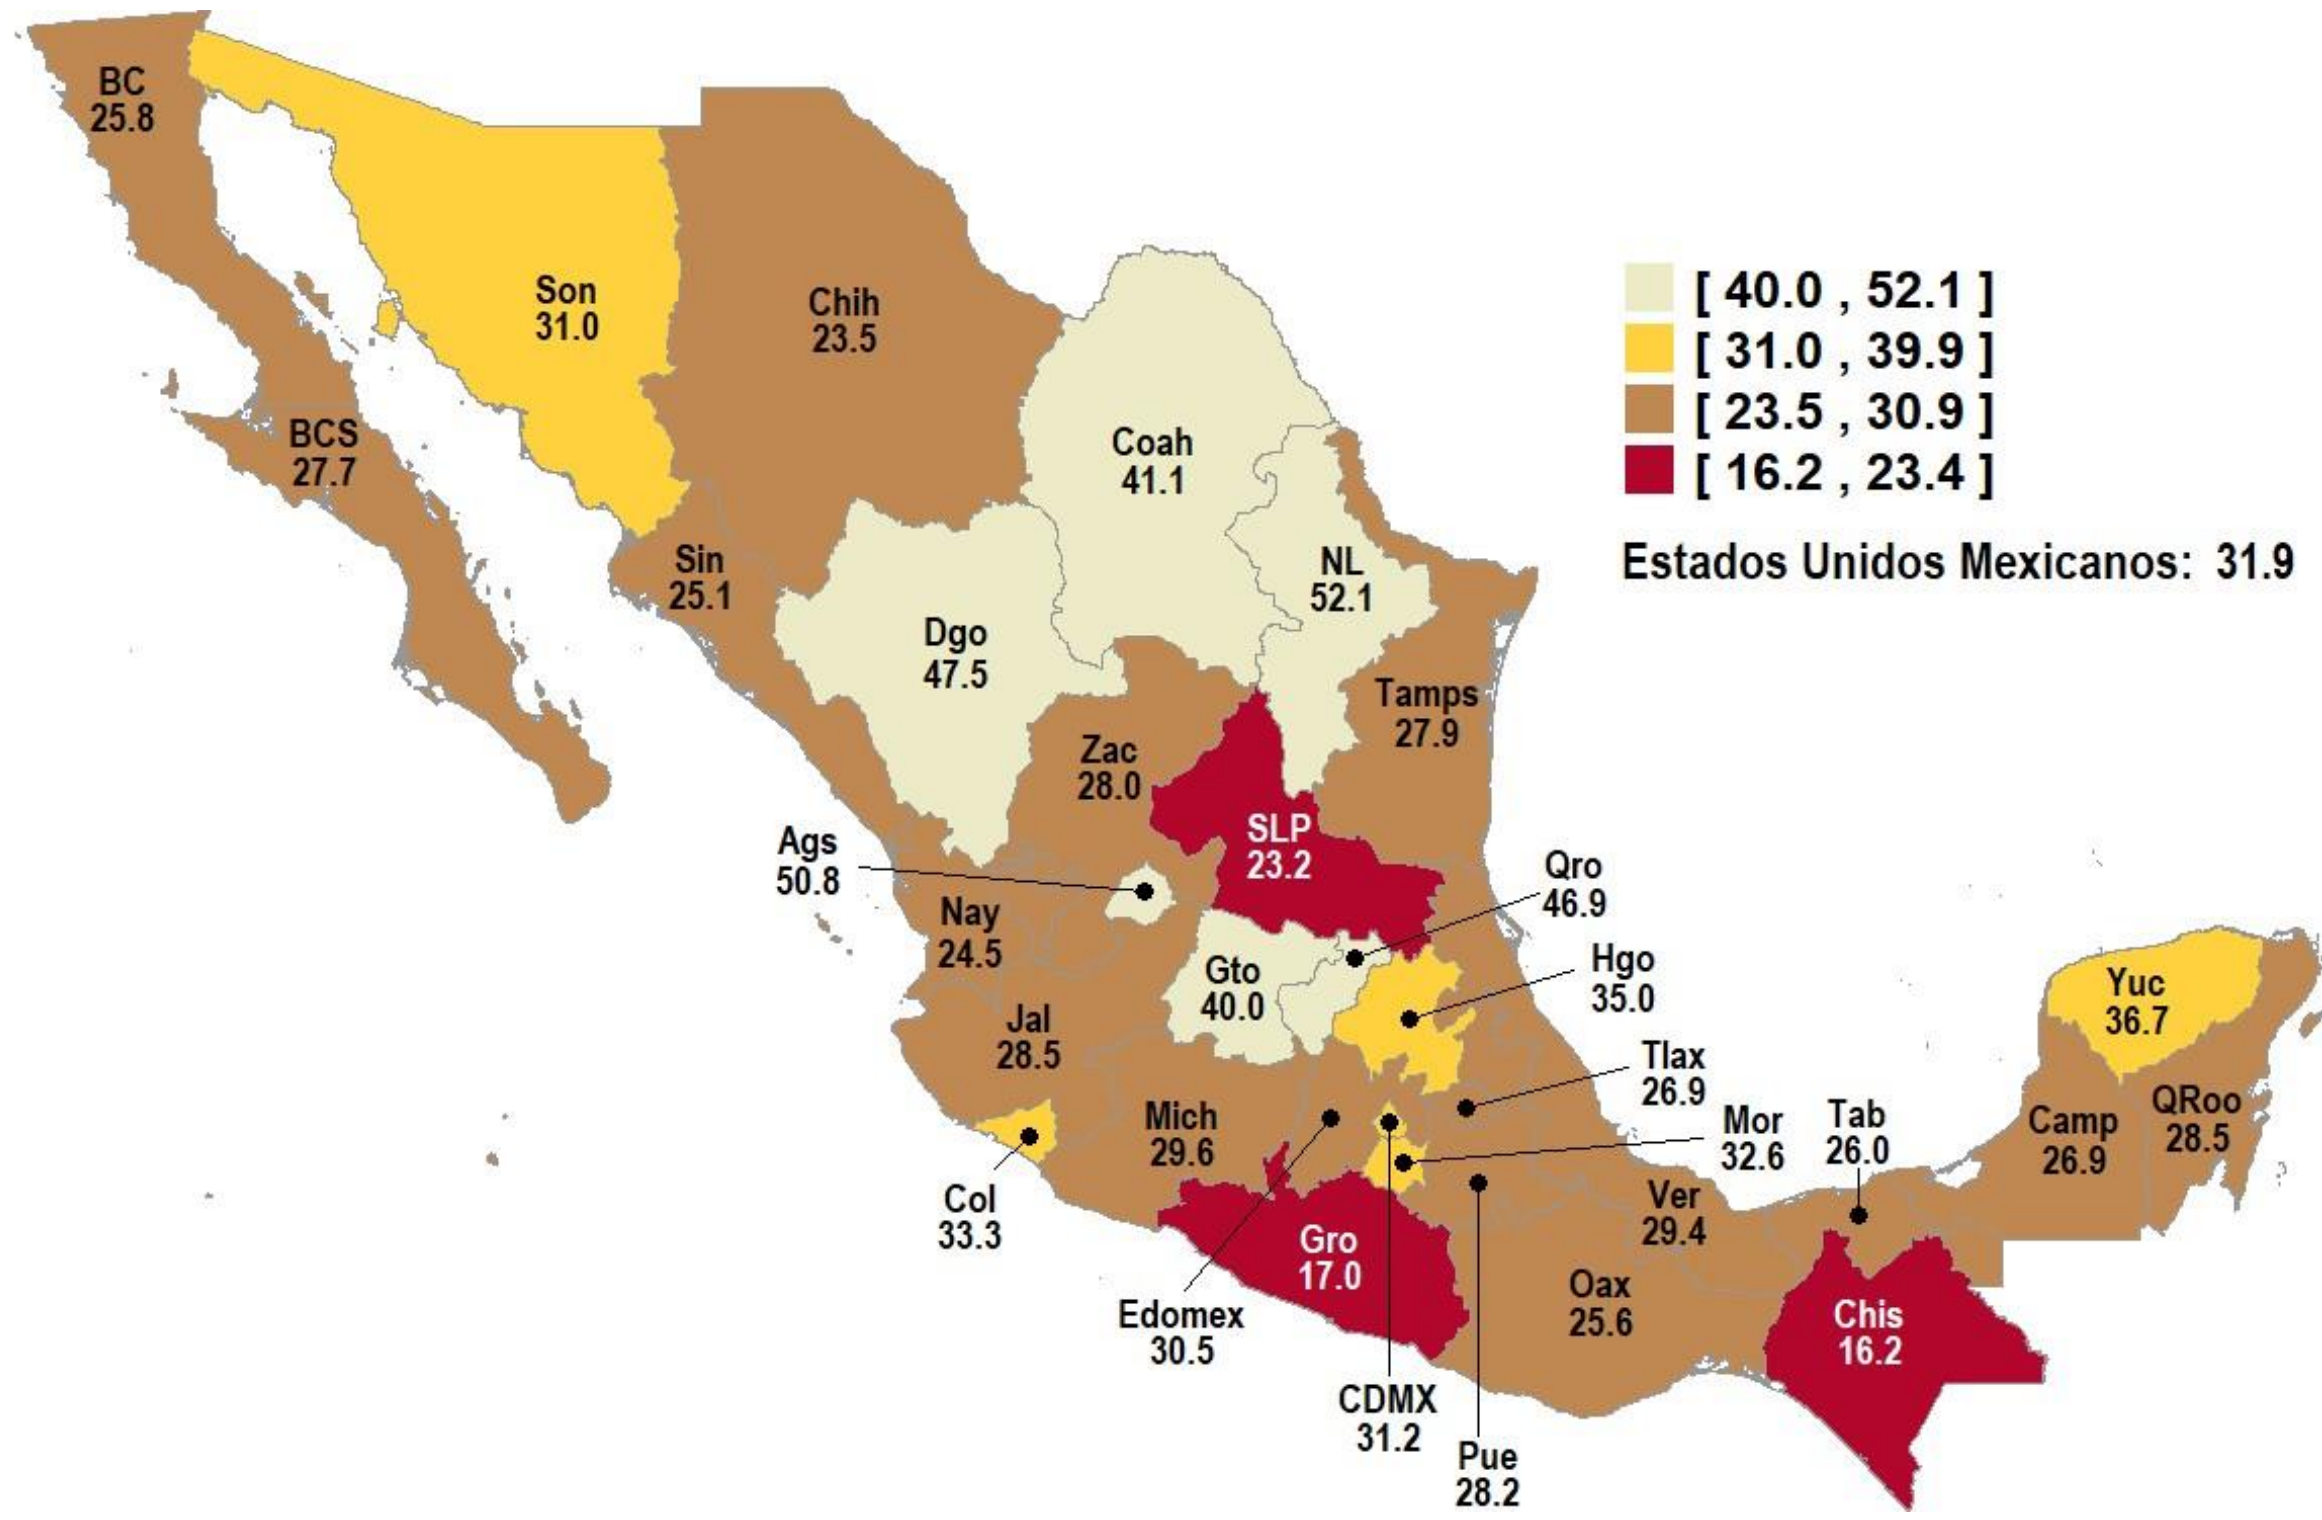 BC
25.8
Son
31.0
Chih
23.5
[ 40.0 , 52.1 ]
[ 31.0 , 39.9 ]
[ 23.5 , 30.9 ]
[ 16.2 , 23.4 ]
Estados Unidos Mexicanos: 31.9
BCS
27.7
Coah
41.1
Sin
25.1
NL
52.1
Dgo
47.5
Tamps
27.9
Zac
28.0
SLP
23.2
Ags
50.8
Qro
46.9
Nay
24.5
Gto
40.0
Hgo
35.0
Yuc
36.7
Jal
28.5
Tlax
26.9
Mich
29.6
Mor
32.6
Tab
26.0
Camp
26.9
QRoo
28.5
Col
33.3
Ver
29.4
Gro
17.0
Edomex
30.5
Oax
25.6
Chis
16.2
CDMX
31.2
Pue
28.2